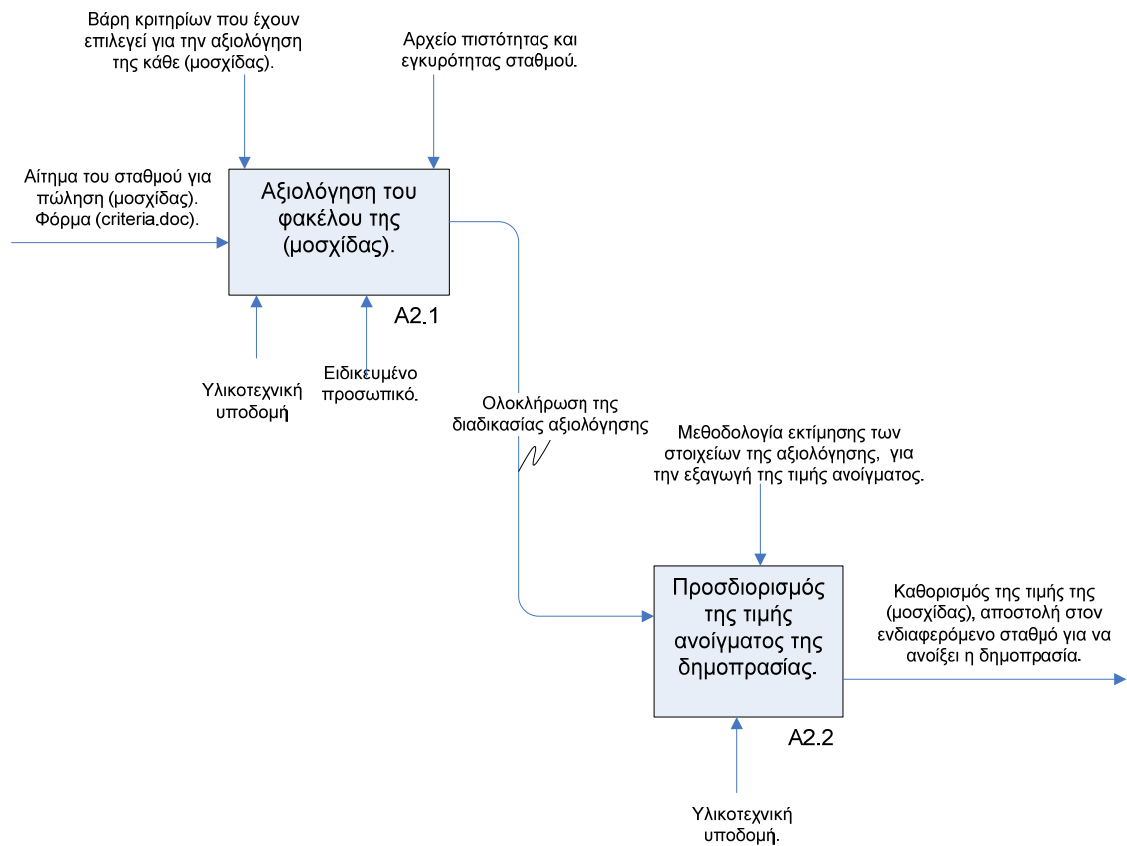 Βάρη κριτηρίων που έχουν
επιλεγεί για την αξιολόγηση
της κάθε (μοσχίδας).
Αρχείο πιστότητας και
εγκυρότητας σταθμού.
Αίτημα του σταθμού για
πώληση (μοσχίδας).
Φόρμα (criteria.doc).
Αξιολόγηση του
φακέλου της
(μοσχίδας).
A2.1
Υλικοτεχνική
υποδομή
Ειδικευμένο
προσωπικό.
Ολοκλήρωση της
διαδικασίας αξιολόγησης
Μεθοδολογία εκτίμησης των
στοιχείων της αξιολόγησης, για
την εξαγωγή της τιμής ανοίγματος.
Προσδιορισμός
της τιμής
ανοίγματος της
δημοπρασίας.
A2.2
Καθορισμός της τιμής της
(μοσχίδας), αποστολή στον
ενδιαφερόμενο σταθμό για να
ανοίξει η δημοπρασία.
Υλικοτεχνική
υποδομή.